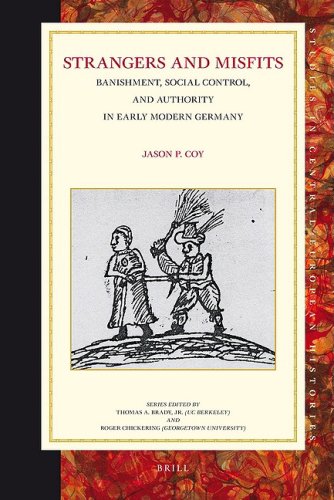 STRANGERS AND MISFITS
BANISHMENT, SOCIAL CONTROL,
AND AUTHORITY
IN EARLY MODERN GERMANY
JASON P. COY
SERIES EDITED BY
THOMAS A. BRADY, JR. (UC BERKELEY)
AND
ROGER CHICKERING (GEORGETOWN UNIVERSITY)
BRILL
STUDIES IN CENTRAL EUROPEAN HISTORIES